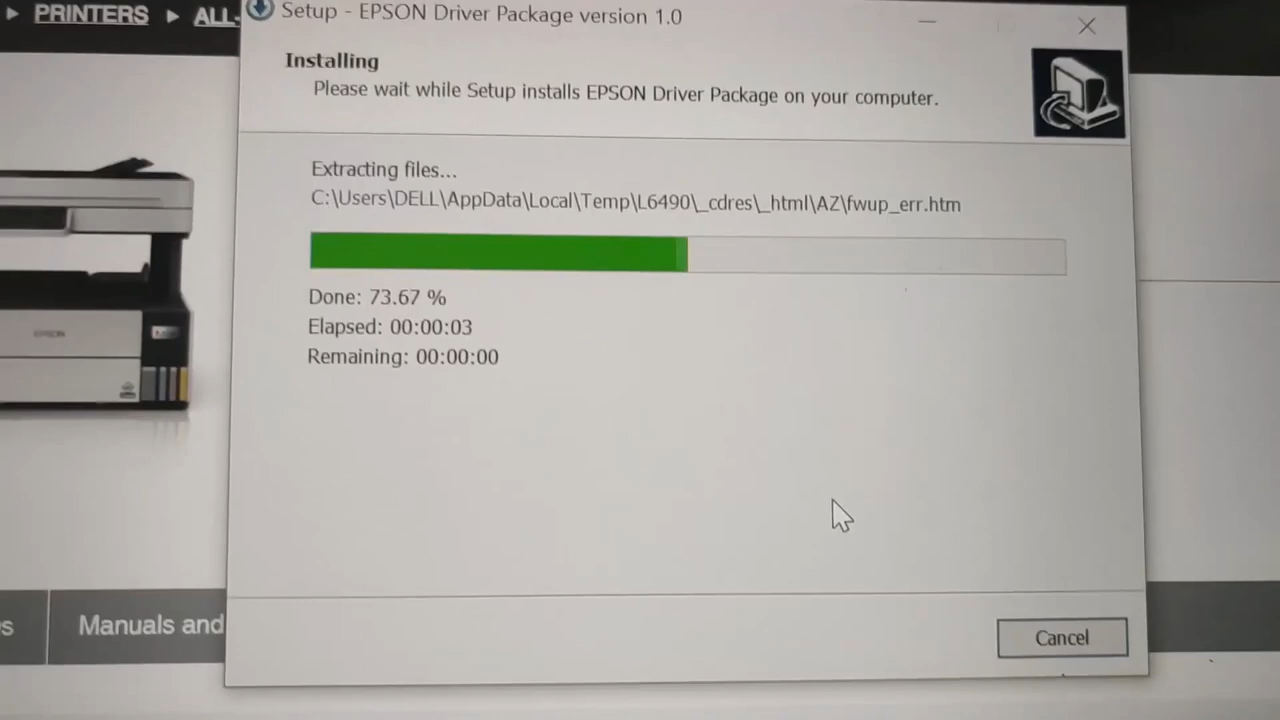 PRINTERS
ALL-
Setup - EPSON Driver Package version 1.0
Installing
Please wait while Setup installs EPSON Driver Package on your computer.
Extracting files...
C:\Users\DELL\AppData\Local\Temp\L6490\_cdres\_html\AZ\fwup_err.htm
Done: 73.67 %
Elapsed: 00:00:03
Remaining: 00:00:00
EPSON
s
Manuals and
Cancel